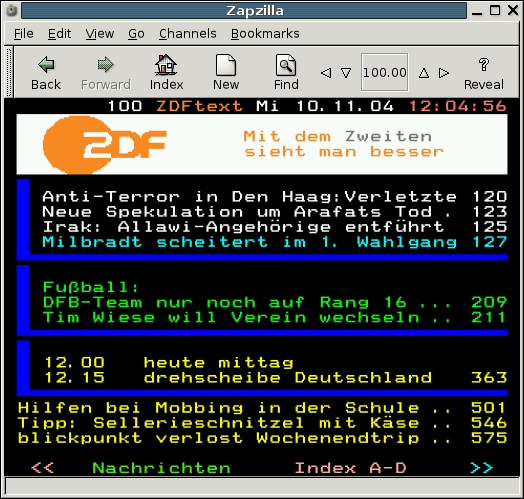 Zapzilla
File Edit View Go Channels Bookmarks
Back Forward Index New Find 100.00 Reveal
100 ZDFtext Mi 10.11.04 12:04:56
ZDF Mit dem Zweiten
sieht man besser
Anti-Terror in Den Haag:Verletzte 120
Neue Spekulation um Arafats Tod . 123
Irak: Allawi-Angehörige entführt 125
Milbradt scheitert im 1. Wahlgang 127
Fußball:
DFB-Team nur noch auf Rang 16 ... 209
Tim Wiese will Verein wechseln .. 211
12.00 heute mittag
12.15 drehscheibe Deutschland 363
Hilfen bei Mobbing in der Schule .. 501
Tipp: Sellerieschnitzel mit Käse .. 546
blickpunkt verlost Wochenendtrip .. 575
<< Nachrichten Index A-D >>